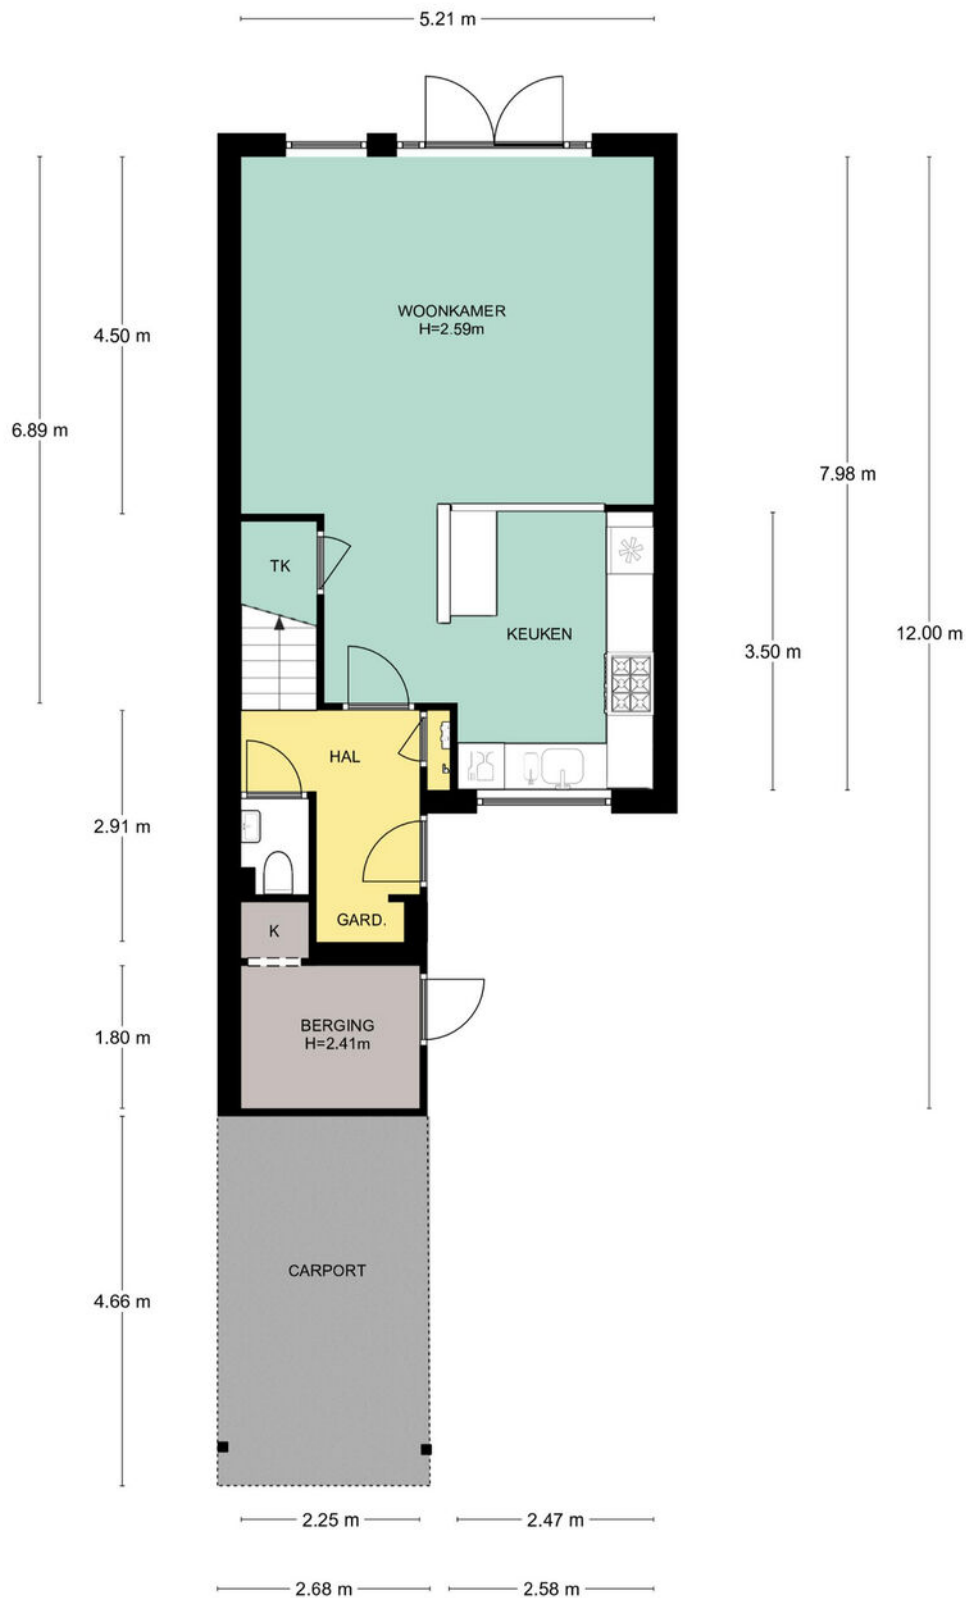 5.21 m
WOONKAMER
H=2.59m
4.50 m
6.89 m
7.98 m
TK
KEUKEN
3.50 m
12.00 m
HAL
2.91 m
GARD.
K
BERGING
H=2.41m
1.80 m
CARPORT
4.66 m
2.25 m
2.47 m
2.68 m
2.58 m